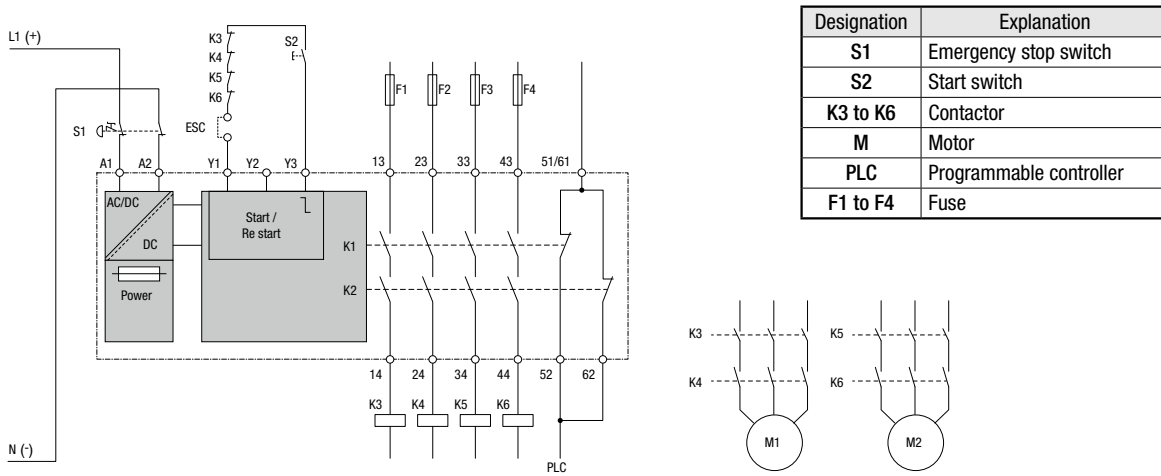 L1 (+)
K3
K4
K5
K6
S2
ESC
S1
F1
F2
F3
F4
A1
A2
Y1
Y2
Y3
13
23
33
43
51/61
AC/DC
DC
Power
Start /
Re start
K1
K2
14
24
34
44
52
62
K3
K4
K5
K6
N (-)
PLC
Designation Explanation
S1 Emergency stop switch
S2 Start switch
K3 to K6 Contactor
M Motor
PLC Programmable controller
F1 to F4 Fuse
K3
K4
M1
K5
K6
M2